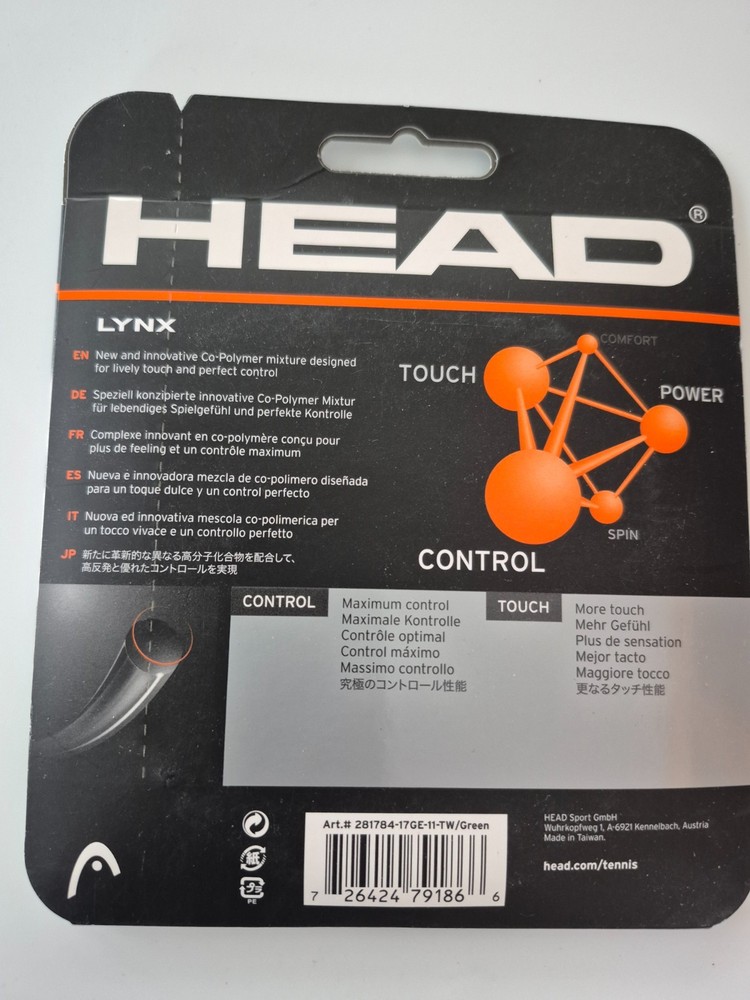 HEAD®
LYNX
EN New and innovative Co-Polymer mixture designed
for lively touch and perfect control
DE Speziell konzipierte innovative Co-Polymer Mixtur
für lebendiges Spielgefühl und perfekte Kontrolle
FR Complexe innovant en co-polymère conçu pour
plus de feeling et un contrôle maximum
ES Nueva e innovadora mezcla de co-polimero diseñada
para un toque dulce y un control perfecto
IT Nuova ed innovativa mescola co-polimerica per
un tocco vivace e un controllo perfetto
JP 新たに革新的な異なる高分子化合物を配合して、
高反発と優れたコントロールを実現
COMFORT
TOUCH
POWER
SPIN
CONTROL
CONTROL
Maximum control
Maximale Kontrolle
Contrôle optimal
Control máximo
Massimo controllo
究極のコントロール性能
TOUCH
More touch
Mehr Gefühl
Plus de sensation
Mejor tacto
Maggiore tocco
更なるタッチ性能
紙
プラ
PE
Art.# 281784-17GE-11-TW/Green
7 26424 79186 6
HEAD Sport GmbH
Wuhrkopfweg 1, A-6921 Kennelbach, Austria
Made in Taiwan.
head.com/tennis